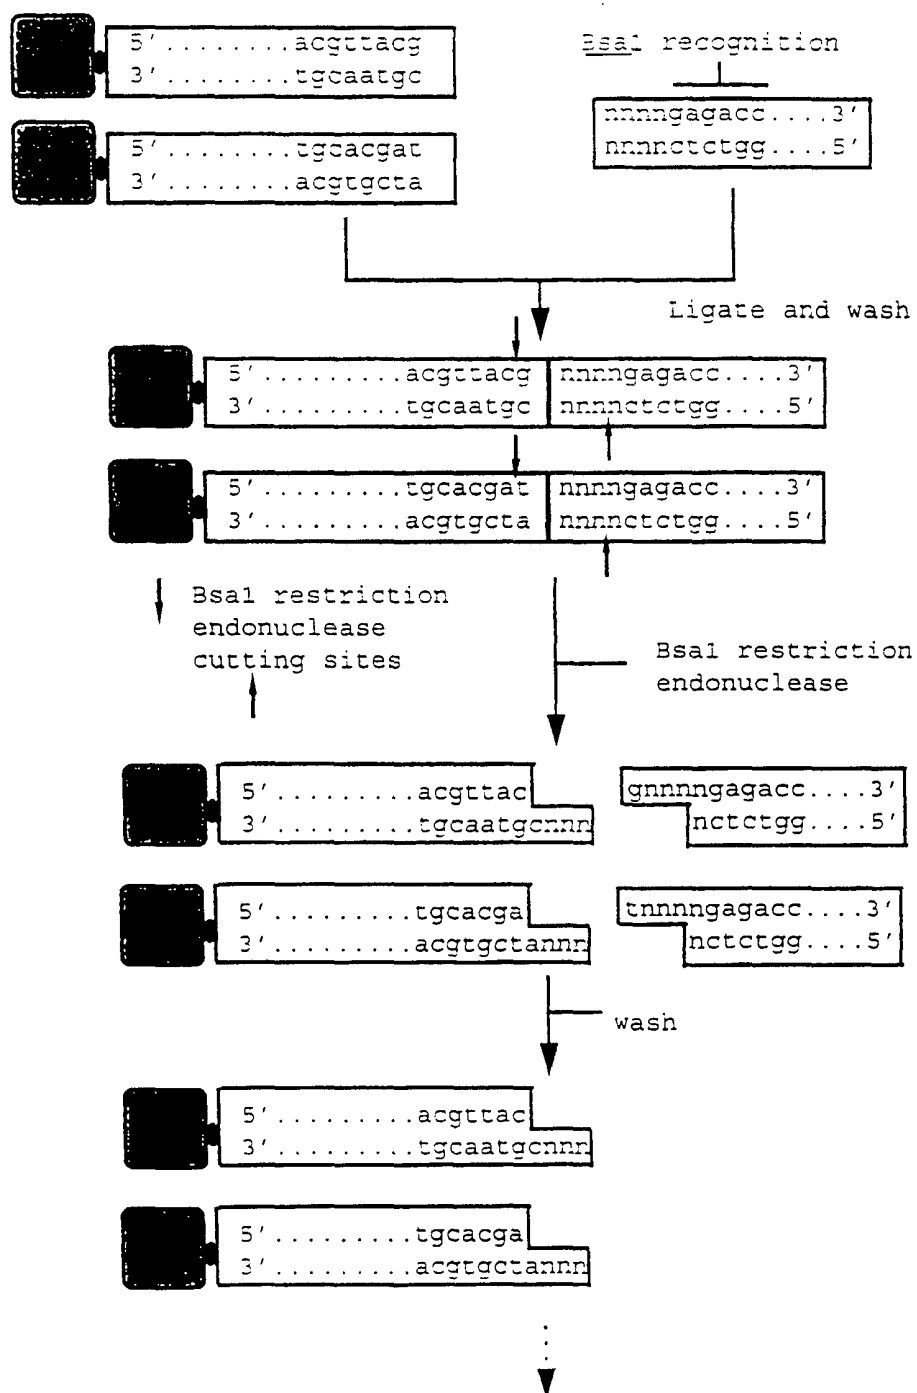 5'........acgttacg
3'........tgcaatgc
Bsa1 recognition
nnnngagacc....3'
nnnnctctgg....5'
5'........tgcacgat
3'........acgtgcta
Ligate and wash
5'.........acgttacg nnnngagacc....3'
3'.........tgcaatgc nnnnctctgg....5'
5'.........tgcacgat nnnngagacc....3'
3'.........acgtgcta nnnnctctgg....5'
Bsa1 restriction
endonuclease
cutting sites
Bsa1 restriction
endonuclease
5'.........acgttac gnnnngagacc....3'
3'.........tgcaatgcnnn nctctgg....5'
5'.........tgcacga tnnnngagacc....3'
3'.........acgtgctannn nctctgg....5'
wash
5'.........acgttac
3'.........tgcaatgcnnn
5'.........tgcacga
3'.........acgtgctannn